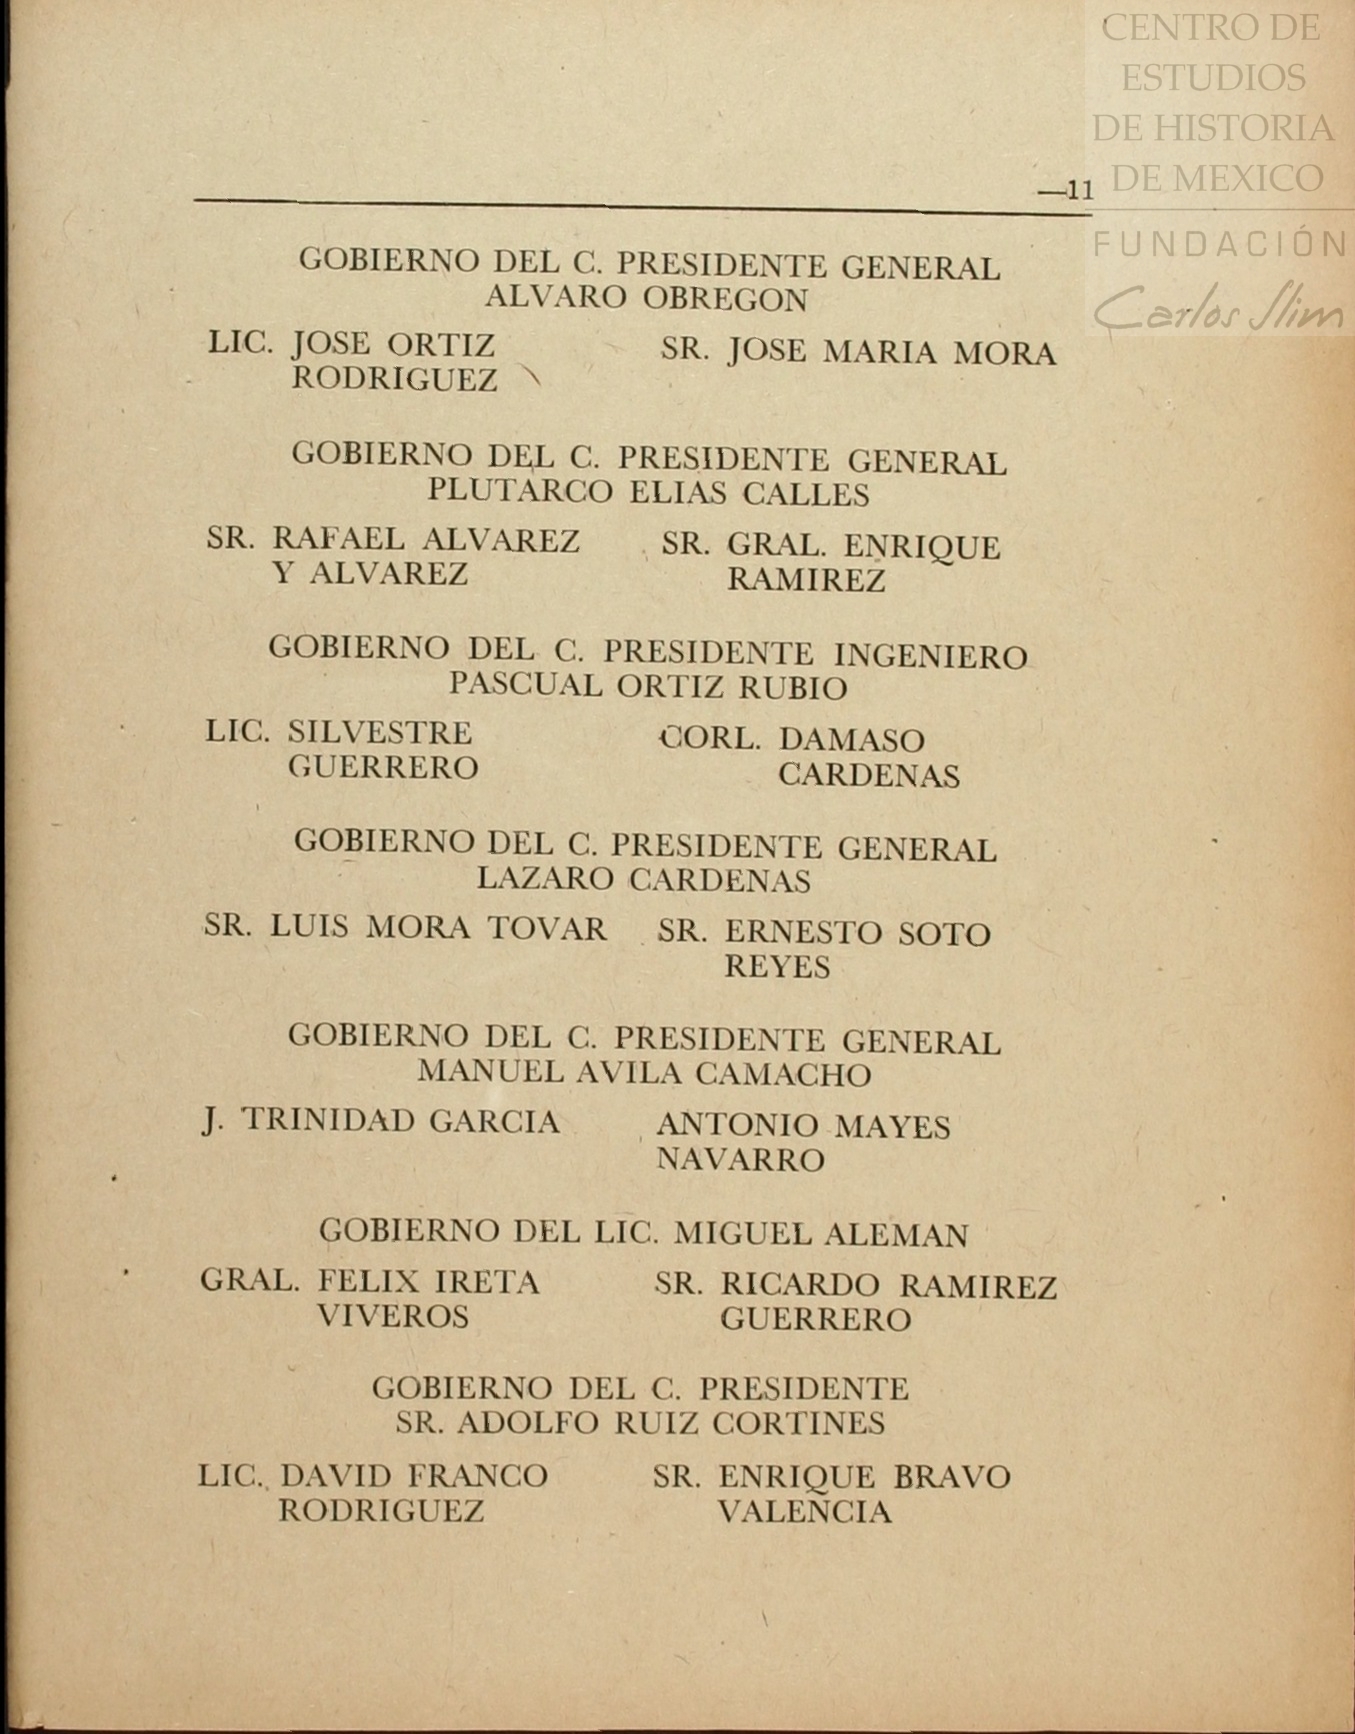 CENTRO DE
ESTUDIOS
DE HISTORIA
DE MEXICO
FUNDACIÓN
Carlos Slim
—11
GOBIERNO DEL C. PRESIDENTE GENERAL
ALVARO OBREGON
LIC. JOSE ORTIZ
RODRIGUEZ
SR. JOSE MARIA MORA
GOBIERNO DEL C. PRESIDENTE GENERAL
PLUTARCO ELIAS CALLES
SR. RAFAEL ALVAREZ
Y ALVAREZ
SR. GRAL. ENRIQUE
RAMIREZ
GOBIERNO DEL C. PRESIDENTE INGENIERO
PASCUAL ORTIZ RUBIO
LIC. SILVESTRE
GUERRERO
CORL. DAMASO
CARDENAS
GOBIERNO DEL C. PRESIDENTE GENERAL
LAZARO CARDENAS
SR. LUIS MORA TOVAR
SR. ERNESTO SOTO
REYES
GOBIERNO DEL C. PRESIDENTE GENERAL
MANUEL AVILA CAMACHO
J. TRINIDAD GARCIA
ANTONIO MAYES
NAVARRO
GOBIERNO DEL LIC. MIGUEL ALEMAN
GRAL. FELIX IRETA
VIVEROS
SR. RICARDO RAMIREZ
GUERRERO
GOBIERNO DEL C. PRESIDENTE
SR. ADOLFO RUIZ CORTINES
LIC. DAVID FRANCO
RODRIGUEZ
SR. ENRIQUE BRAVO
VALENCIA